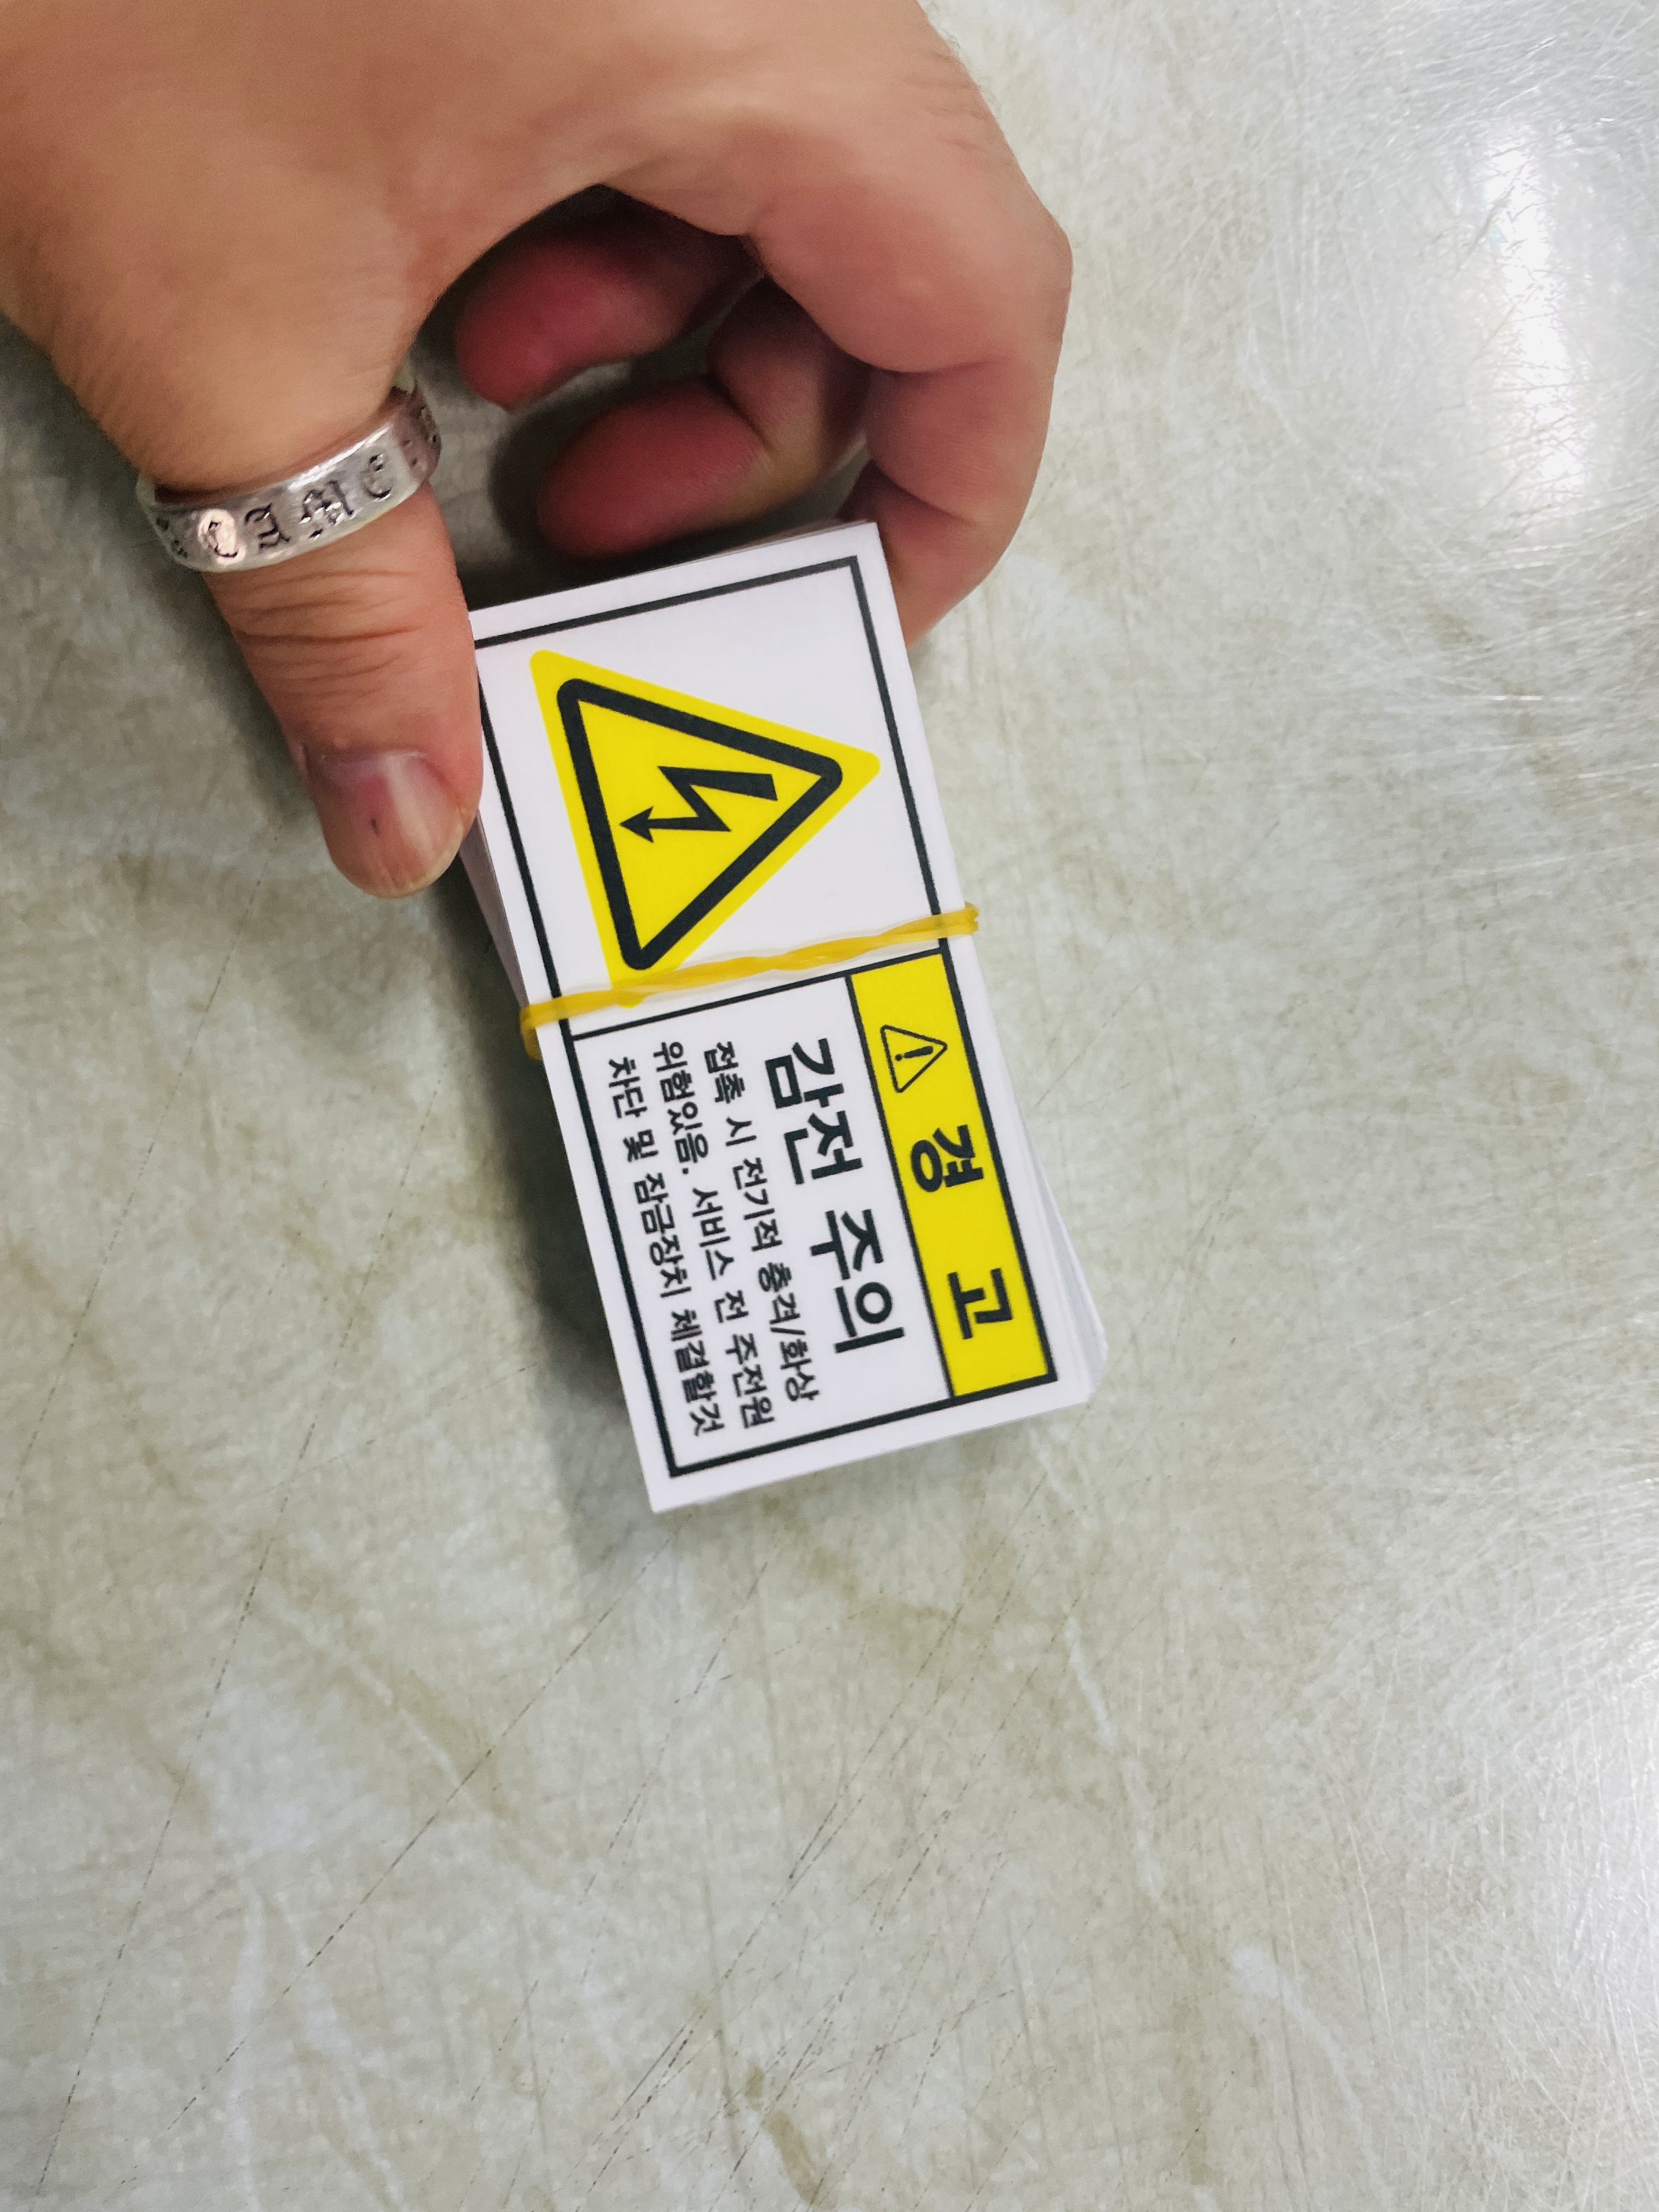 경 고
감전 주의
접촉 시 전기적 충격/화상
위험있음. 서비스 전 주전원
차단 및 잠금장치 체결할것